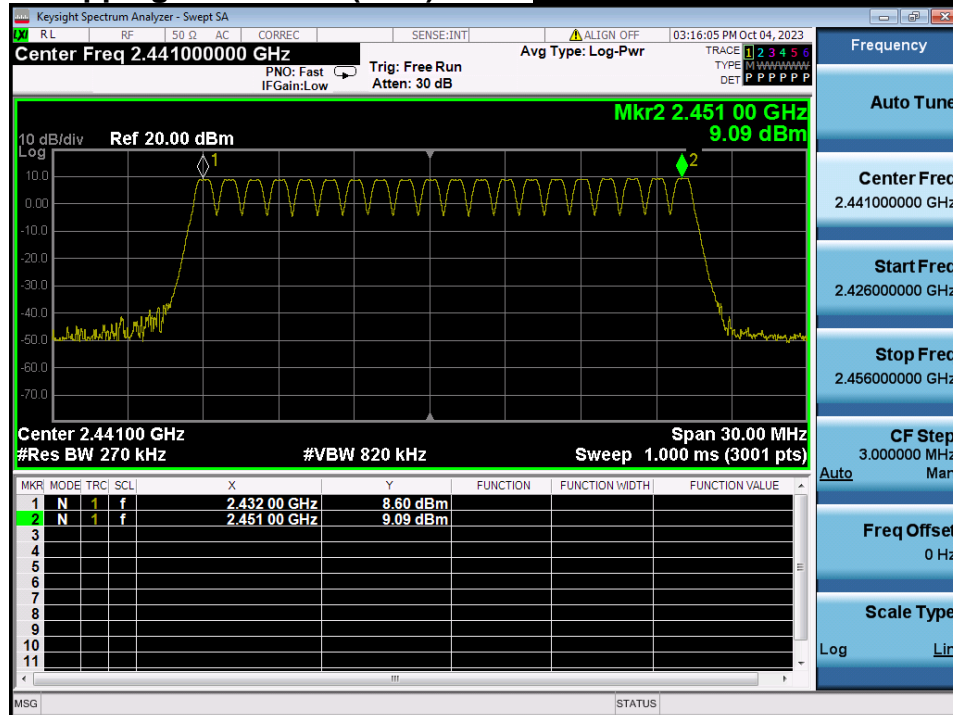 Keysight Spectrum Analyzer - Swept SA
LXI RL RF 50 Ω AC CORREC SENSE:INT ALIGN OFF 03:16:05 PM Oct 04, 2023
Center Freq 2.441000000 GHz
PNO: Fast
IFGain:Low
Trig: Free Run
Atten: 30 dB
Avg Type: Log-Pwr
TRACE 1 2 3 4 5 6
TYPE M W W W W W
DET P P P P P P
Mkr2 2.451 00 GHz
9.09 dBm
10 dB/div Ref 20.00 dBm
Log
1
2
10.0
0.00
-10.0
-20.0
-30.0
-40.0
-50.0
-60.0
-70.0
Center 2.44100 GHz Span 30.00 MHz
#Res BW 270 kHz #VBW 820 kHz Sweep 1.000 ms (3001 pts)
MKR MODE TRC SCL X Y FUNCTION FUNCTION WIDTH FUNCTION VALUE
1 N 1 f 2.432 00 GHz 8.60 dBm
2 N 1 f 2.451 00 GHz 9.09 dBm
3
4
5
6
7
8
9
10
11
MSG STATUS
Frequency
Auto Tune
Center Freq
2.441000000 GHz
Start Freq
2.426000000 GHz
Stop Freq
2.456000000 GHz
CF Step
3.000000 MHz
Auto Man
Freq Offset
0 Hz
Scale Type
Log Lin